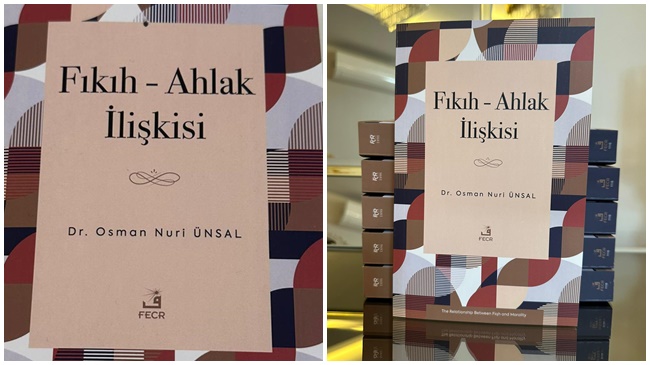 Fıkıh – Ahlak
İlişkisi
Dr. Osman Nuri ÜNSAL
FECR
Fıkıh – Ahlak
İlişkisi
Dr. Osman Nuri ÜNSAL
FECR
The Relationship Between Fiqh and Morality